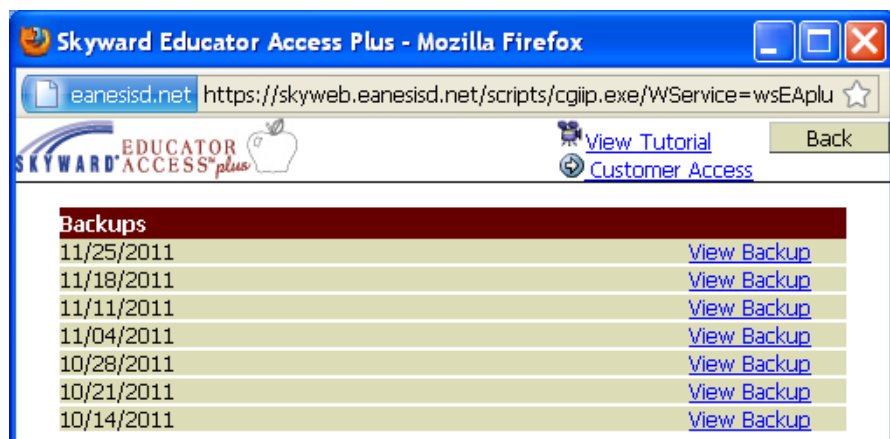 Skyward Educator Access Plus - Mozilla Firefox
eanesisd.net https://skyweb.eanesisd.net/scripts/cgiip.exe/WService=wsEAplu
SKYWARD® EDUCATOR ACCESS™ plus
View Tutorial
Back
Customer Access
Backups
11/25/2011 View Backup
11/18/2011 View Backup
11/11/2011 View Backup
11/04/2011 View Backup
10/28/2011 View Backup
10/21/2011 View Backup
10/14/2011 View Backup